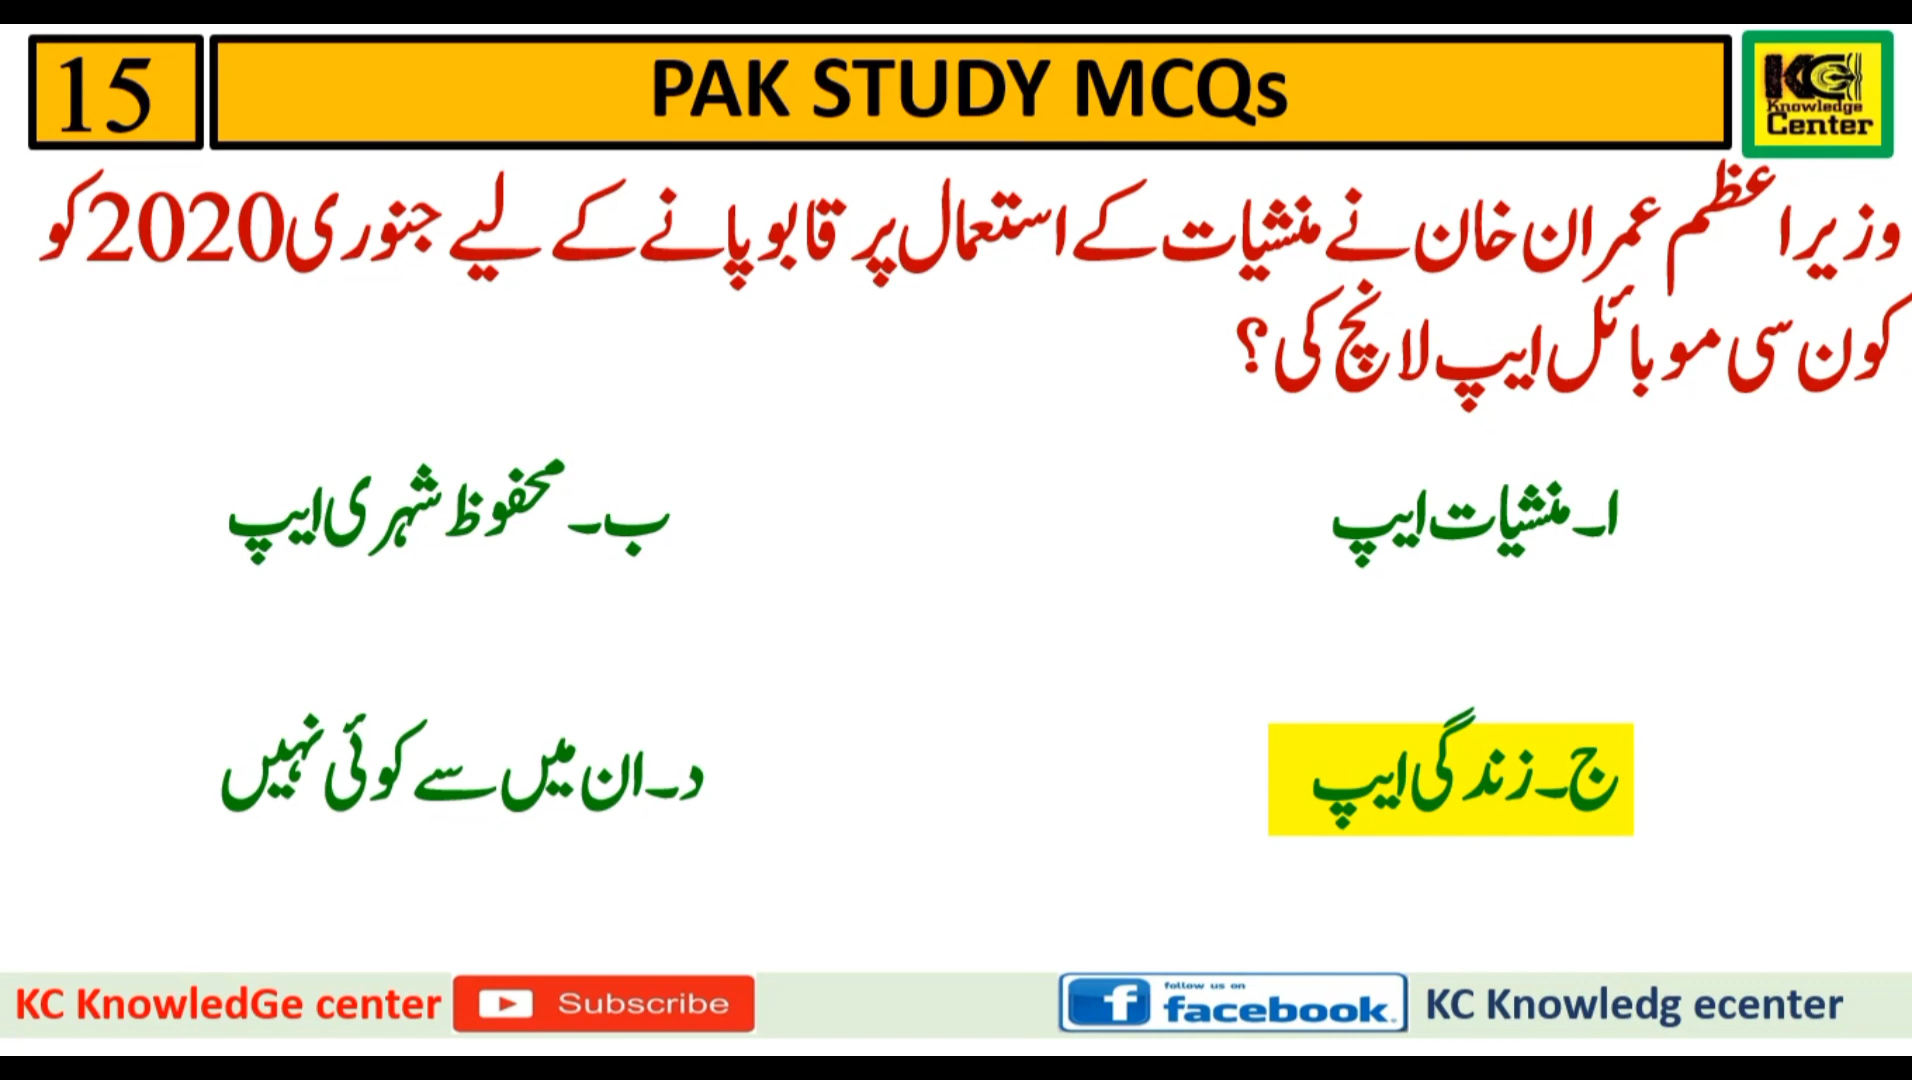 15
PAK STUDY MCQs
KC
Knowledge
Center
وزیراعظم عمران خان نے منشیات کے استعمال پر قابو پانے کے لیے جنوری 2020 کو
کون سی موبائل ایپ لانچ کی؟
ا۔ منشیات ایپ
ب۔ محفوظ شہری ایپ
ج۔ زندگی ایپ
د۔ ان میں سے کوئی نہیں
KC KnowledGe center
Subscribe
follow us on
facebook.
KC Knowledg ecenter